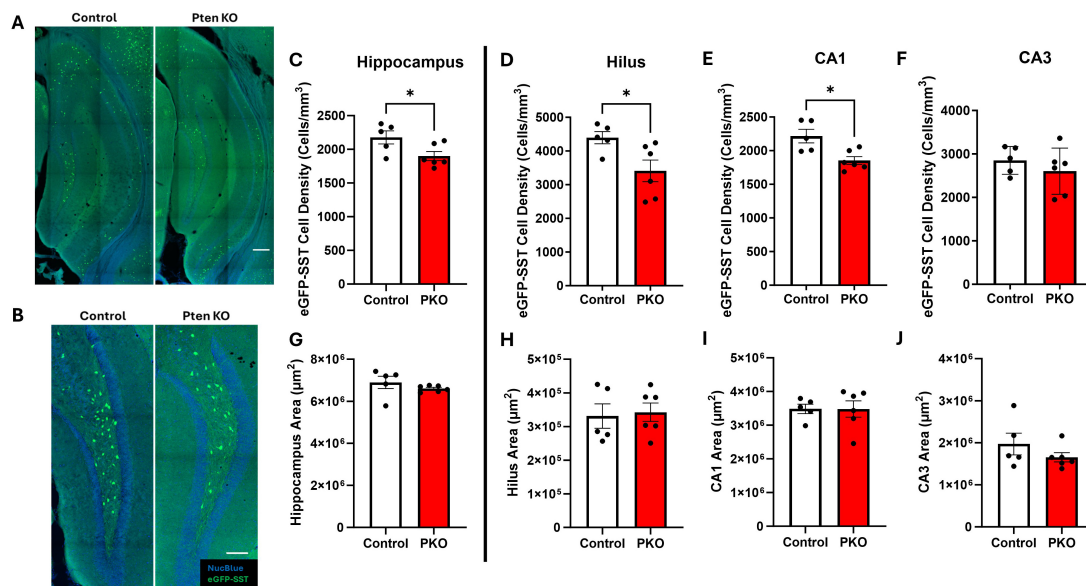 A
Control
Pten KO
B
Control
Pten KO
NucBlue
eGFP-SST
C
Hippocampus
eGFP-SST Cell Density (Cells/mm³)
2500
2000
1500
1000
500
0
*
Control
PKO
D
Hilus
eGFP-SST Cell Density (Cells/mm³)
5000
4000
3000
2000
1000
0
*
Control
PKO
E
CA1
eGFP-SST Cell Density (Cells/mm³)
2500
2000
1500
1000
500
0
*
Control
PKO
F
CA3
eGFP-SST Cell Density (Cells/mm³)
4000
3000
2000
1000
0
Control
PKO
G
Hippocampus Area (µm²)
8×10⁶
6×10⁶
4×10⁶
2×10⁶
0
Control
PKO
H
Hilus Area (µm²)
5×10⁵
4×10⁵
3×10⁵
2×10⁵
1×10⁵
0
Control
PKO
I
CA1 Area (µm²)
5×10⁶
4×10⁶
3×10⁶
2×10⁶
1×10⁶
0
Control
PKO
J
CA3 Area (µm²)
4×10⁶
3×10⁶
2×10⁶
1×10⁶
0
Control
PKO